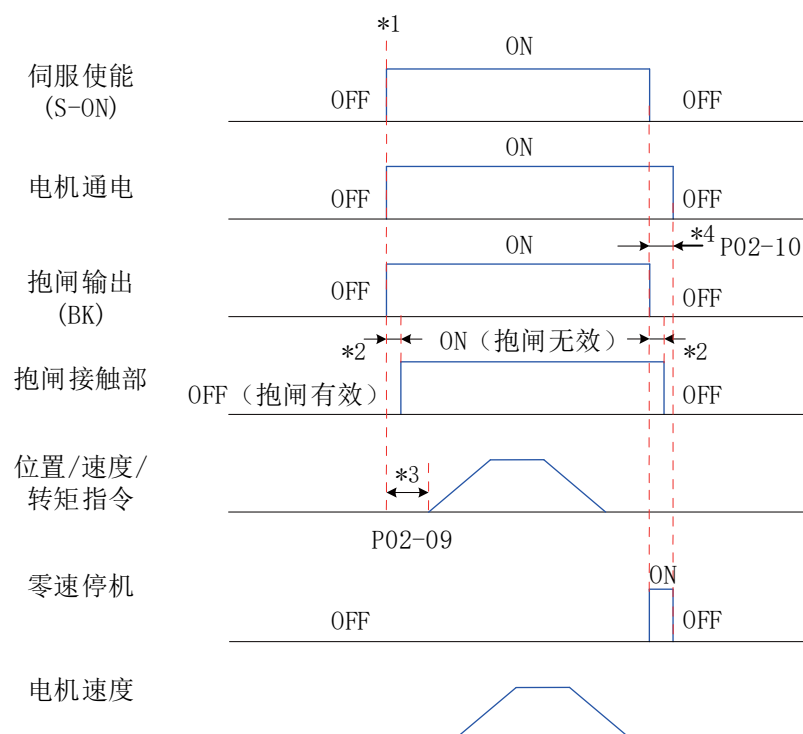 *1
ON
伺服使能
(S-ON)
OFF
OFF
ON
电机通电
OFF
OFF
*4
P02-10
ON
抱闸输出
(BK)
OFF
OFF
*2
ON（抱闸无效）
*2
抱闸接触部
OFF（抱闸有效）
OFF
位置/速度/
转矩指令
*3
P02-09
零速停机
ON
OFF
OFF
电机速度